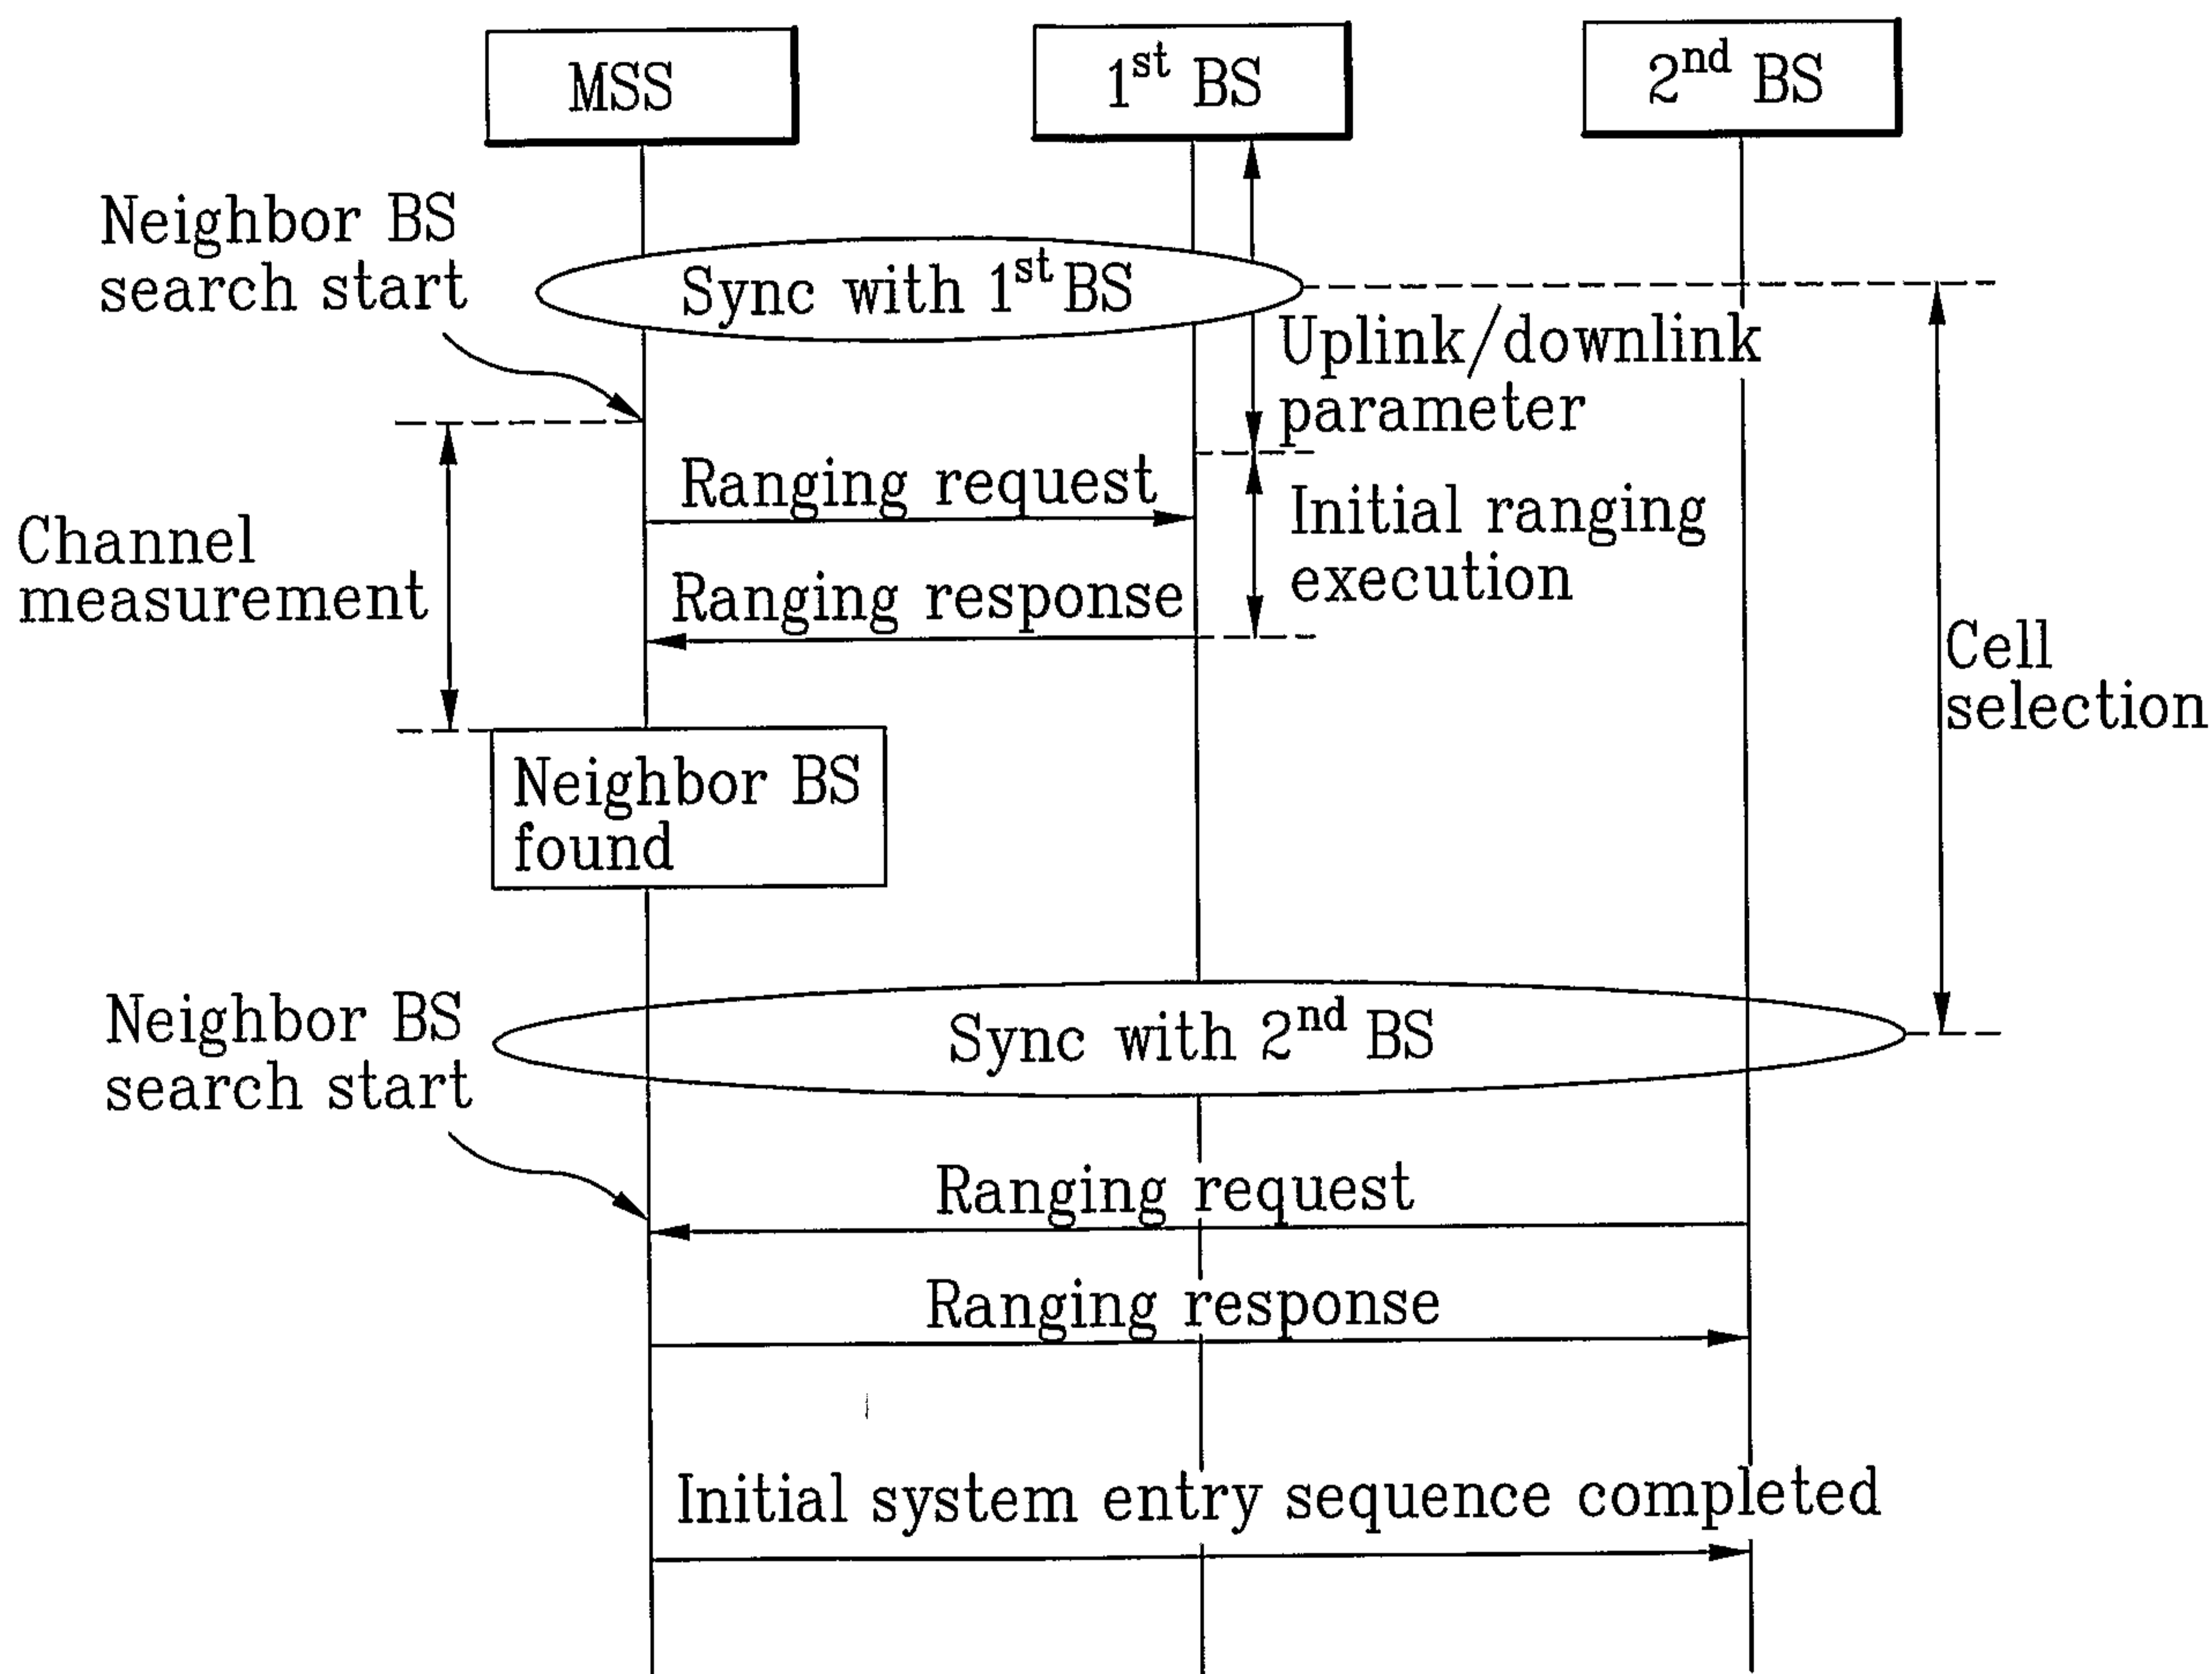 MSS
1st BS
2nd BS
Neighbor BS
search start
Sync with 1st BS
Uplink/downlink
parameter
Ranging request
Initial ranging
execution
Channel
measurement
Ranging response
Cell
selection
Neighbor BS
found
Sync with 2nd BS
Neighbor BS
search start
Ranging request
Ranging response
Initial system entry sequence completed